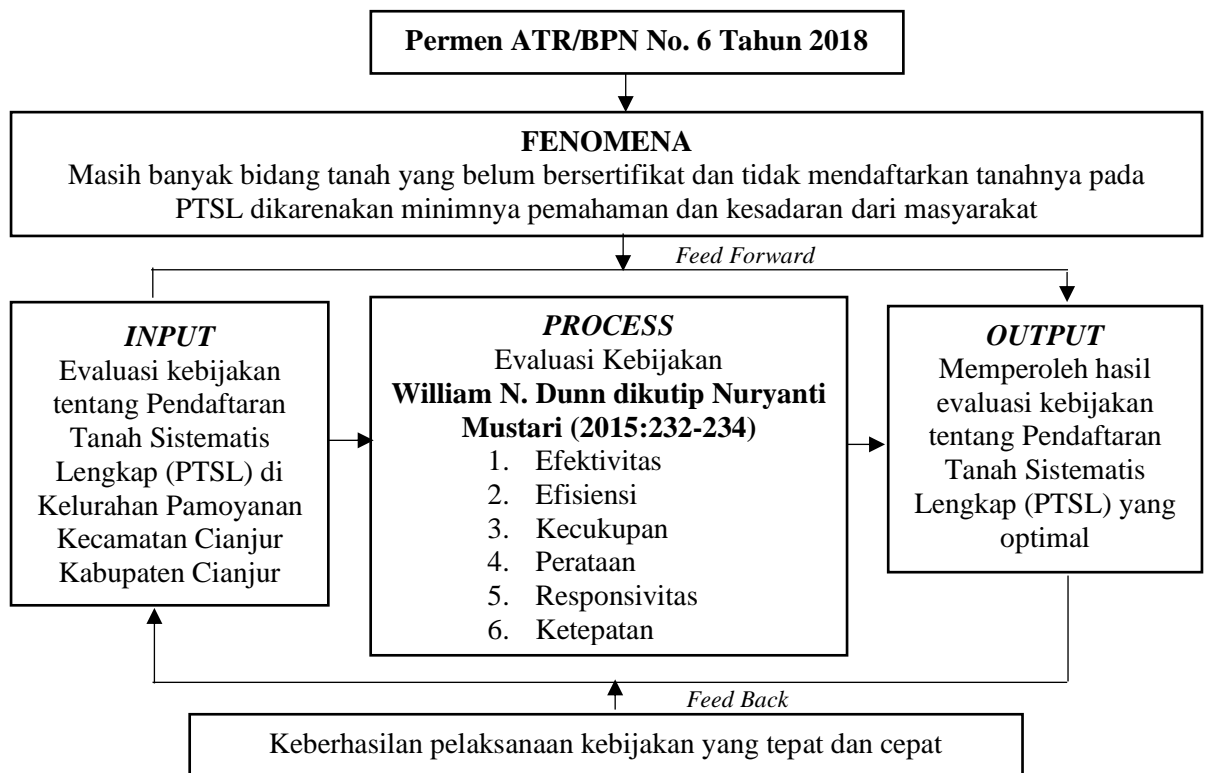 Permen ATR/BPN No. 6 Tahun 2018
FENOMENA
Masih banyak bidang tanah yang belum bersertifikat dan tidak mendaftarkan tanahnya pada
PTSL dikarenakan minimnya pemahaman dan kesadaran dari masyarakat
Feed Forward
INPUT
Evaluasi kebijakan
tentang Pendaftaran
Tanah Sistematis
Lengkap (PTSL) di
Kelurahan Pamoyanan
Kecamatan Cianjur
Kabupaten Cianjur
PROCESS
Evaluasi Kebijakan
William N. Dunn dikutip Nuryanti
Mustari (2015:232-234)
1. Efektivitas
2. Efisiensi
3. Kecukupan
4. Perataan
5. Responsivitas
6. Ketepatan
OUTPUT
Memperoleh hasil
evaluasi kebijakan
tentang Pendaftaran
Tanah Sistematis
Lengkap (PTSL) yang
optimal
Feed Back
Keberhasilan pelaksanaan kebijakan yang tepat dan cepat